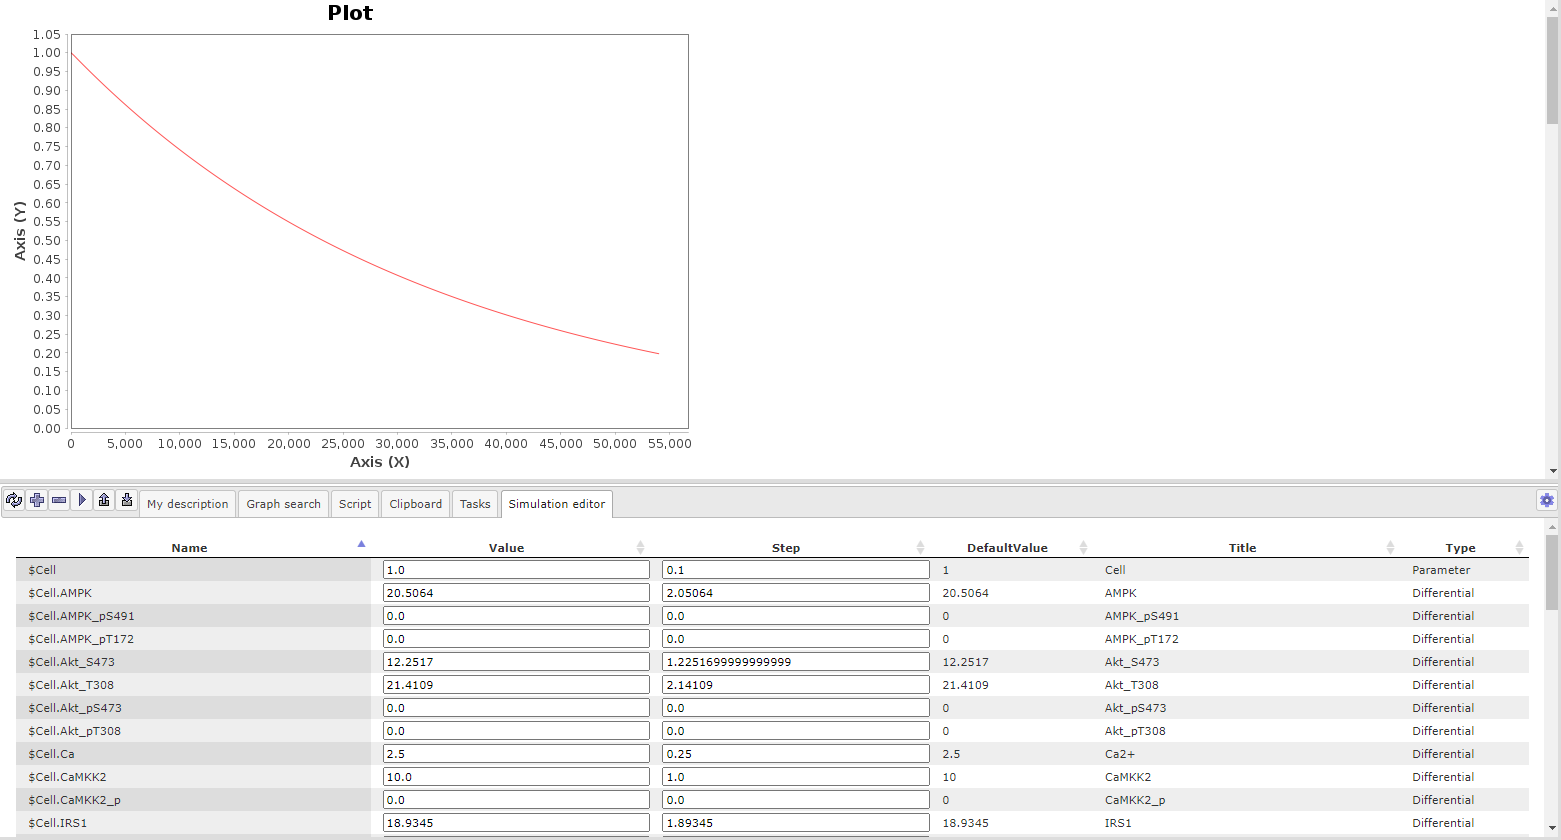 Plot
1.05
1.00
0.95
0.90
0.85
0.80
0.75
0.70
0.65
0.60
0.55
0.50
0.45
0.40
0.35
0.30
0.25
0.20
0.15
0.10
0.05
0.00
Axis (Y)
0 5,000 10,000 15,000 20,000 25,000 30,000 35,000 40,000 45,000 50,000 55,000
Axis (X)
My description Graph search Script Clipboard Tasks Simulation editor
Name Value Step DefaultValue Title Type
$Cell 1.0 0.1 1 Cell Parameter
$Cell.AMPK 20.5064 2.05064 20.5064 AMPK Differential
$Cell.AMPK_pS491 0.0 0.0 0 AMPK_pS491 Differential
$Cell.AMPK_pT172 0.0 0.0 0 AMPK_pT172 Differential
$Cell.Akt_S473 12.2517 1.2251699999999999 12.2517 Akt_S473 Differential
$Cell.Akt_T308 21.4109 2.14109 21.4109 Akt_T308 Differential
$Cell.Akt_pS473 0.0 0.0 0 Akt_pS473 Differential
$Cell.Akt_pT308 0.0 0.0 0 Akt_pT308 Differential
$Cell.Ca 2.5 0.25 2.5 Ca2+ Differential
$Cell.CaMKK2 10.0 1.0 10 CaMKK2 Differential
$Cell.CaMKK2_p 0.0 0.0 0 CaMKK2_p Differential
$Cell.IRS1 18.9345 1.89345 18.9345 IRS1 Differential